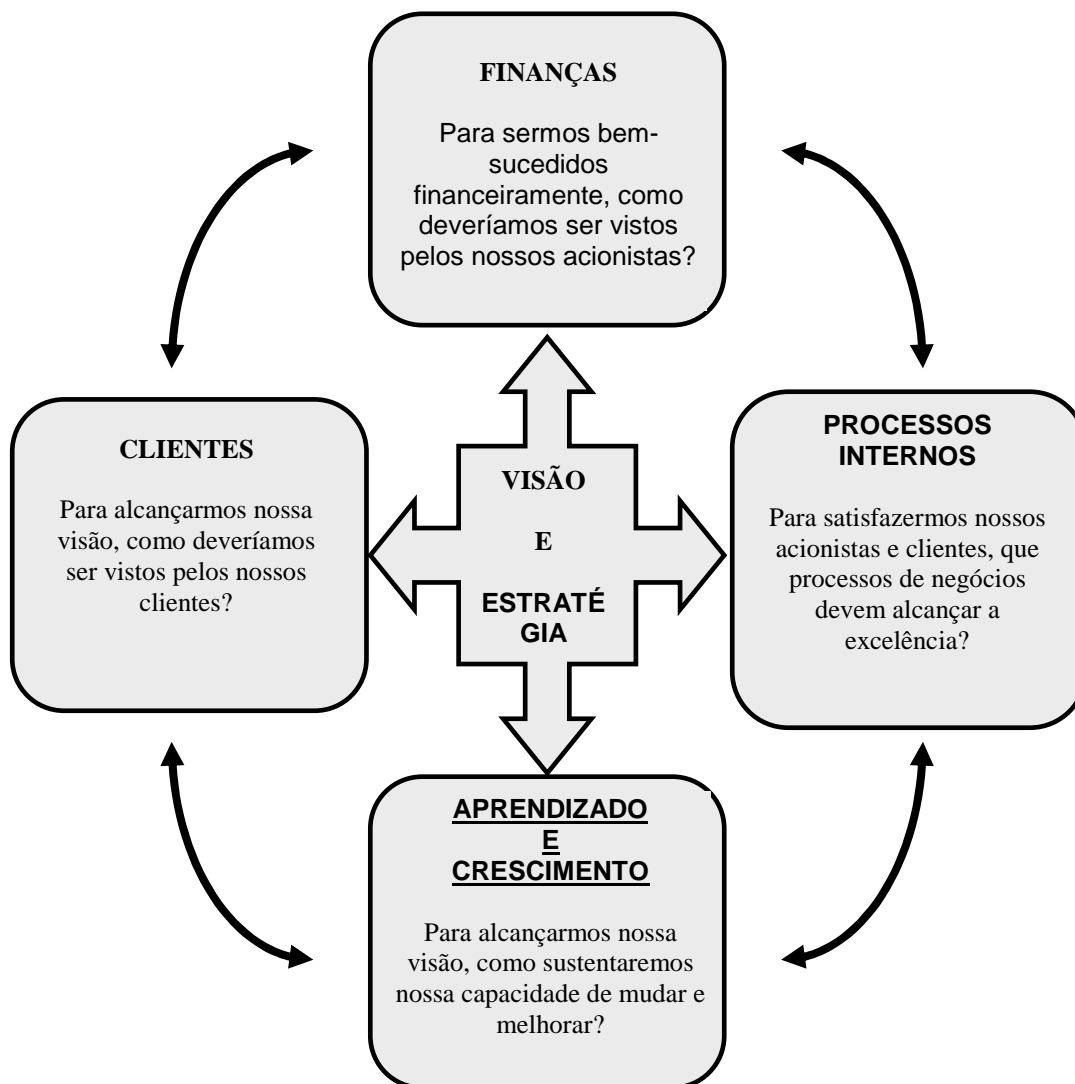 FINANÇAS
Para sermos bem-
sucedidos
financeiramente, como
deveríamos ser vistos
pelos nossos acionistas?
CLIENTES
Para alcançarmos nossa
visão, como deveríamos
ser vistos pelos nossos
clientes?
VISÃO
E
ESTRATÉ
GIA
PROCESSOS
INTERNOS
Para satisfazermos nossos
acionistas e clientes, que
processos de negócios
devem alcançar a
excelência?
APRENDIZADO
E
CRESCIMENTO
Para alcançarmos nossa
visão, como sustentaremos
nossa capacidade de mudar e
melhorar?